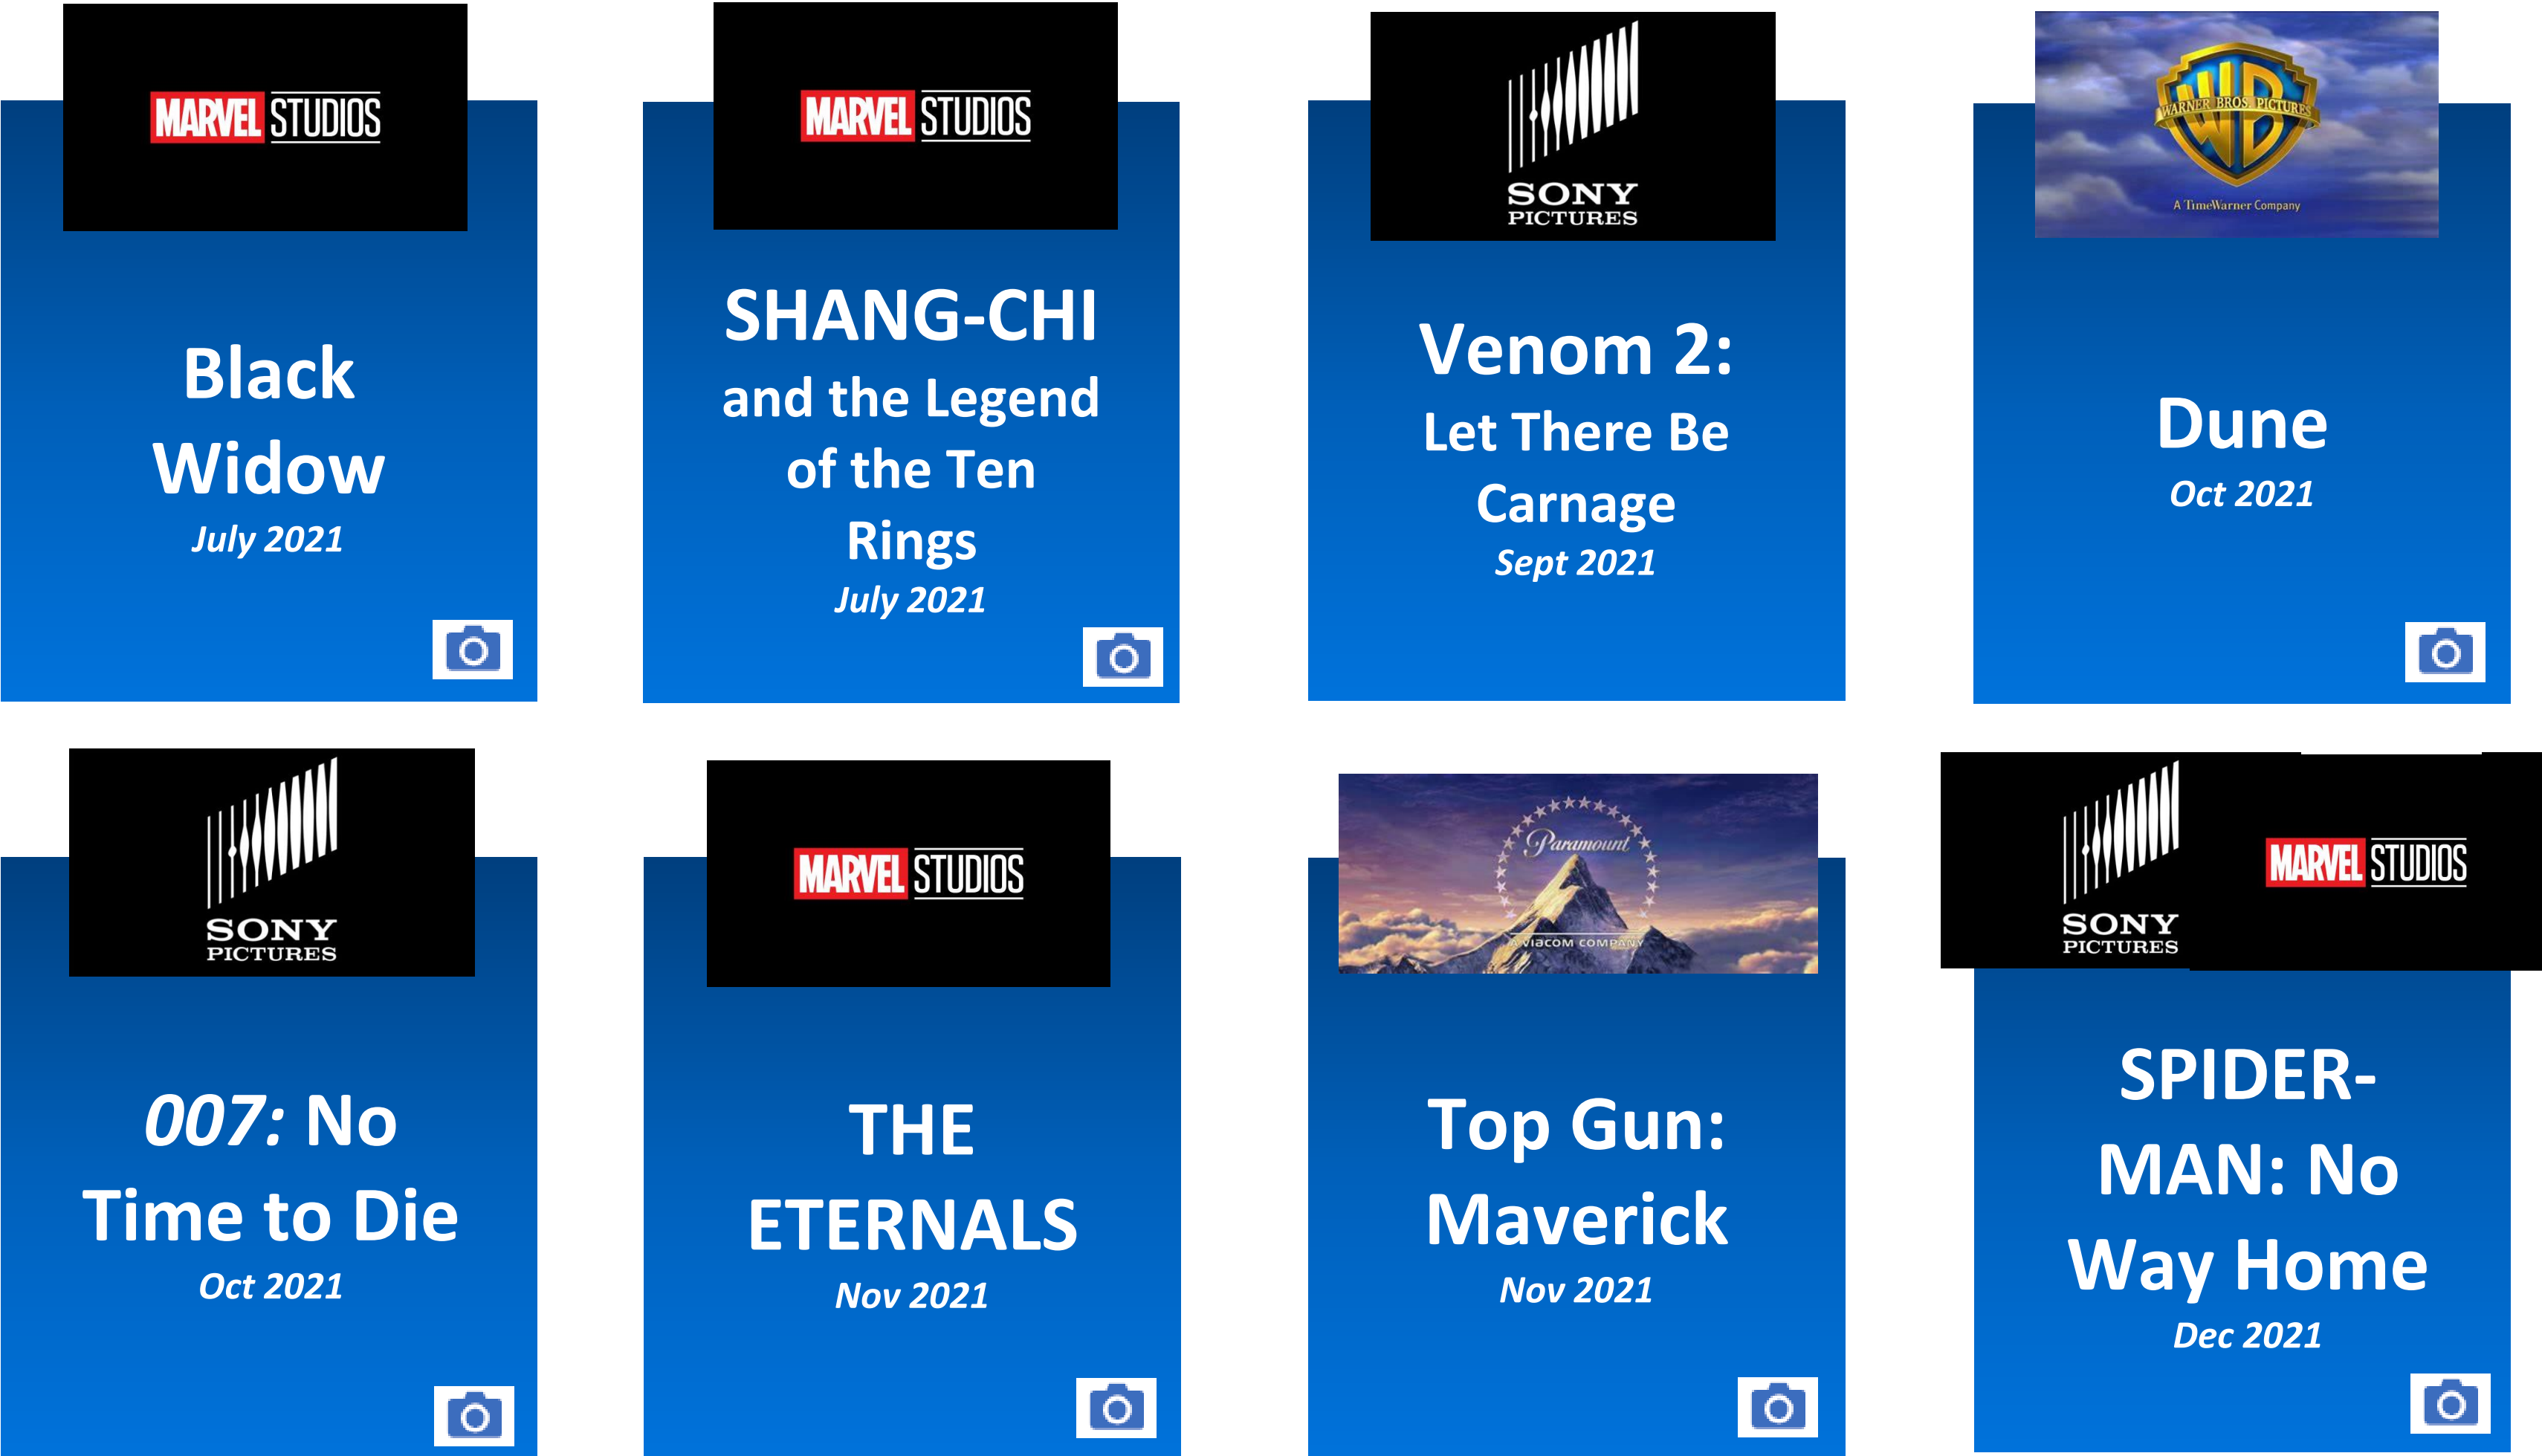 MARVEL STUDIOS
Black
Widow
July 2021
MARVEL STUDIOS
SHANG-CHI
and the Legend
of the Ten
Rings
July 2021
SONY
PICTURES
Venom 2:
Let There Be
Carnage
Sept 2021
WB
WARNER BROS. PICTURES
A TimeWarner Company
Dune
Oct 2021
SONY
PICTURES
007: No
Time to Die
Oct 2021
MARVEL STUDIOS
THE
ETERNALS
Nov 2021
Paramount
A VIACOM COMPANY
Top Gun:
Maverick
Nov 2021
SONY
PICTURES
MARVEL STUDIOS
SPIDER-
MAN: No
Way Home
Dec 2021